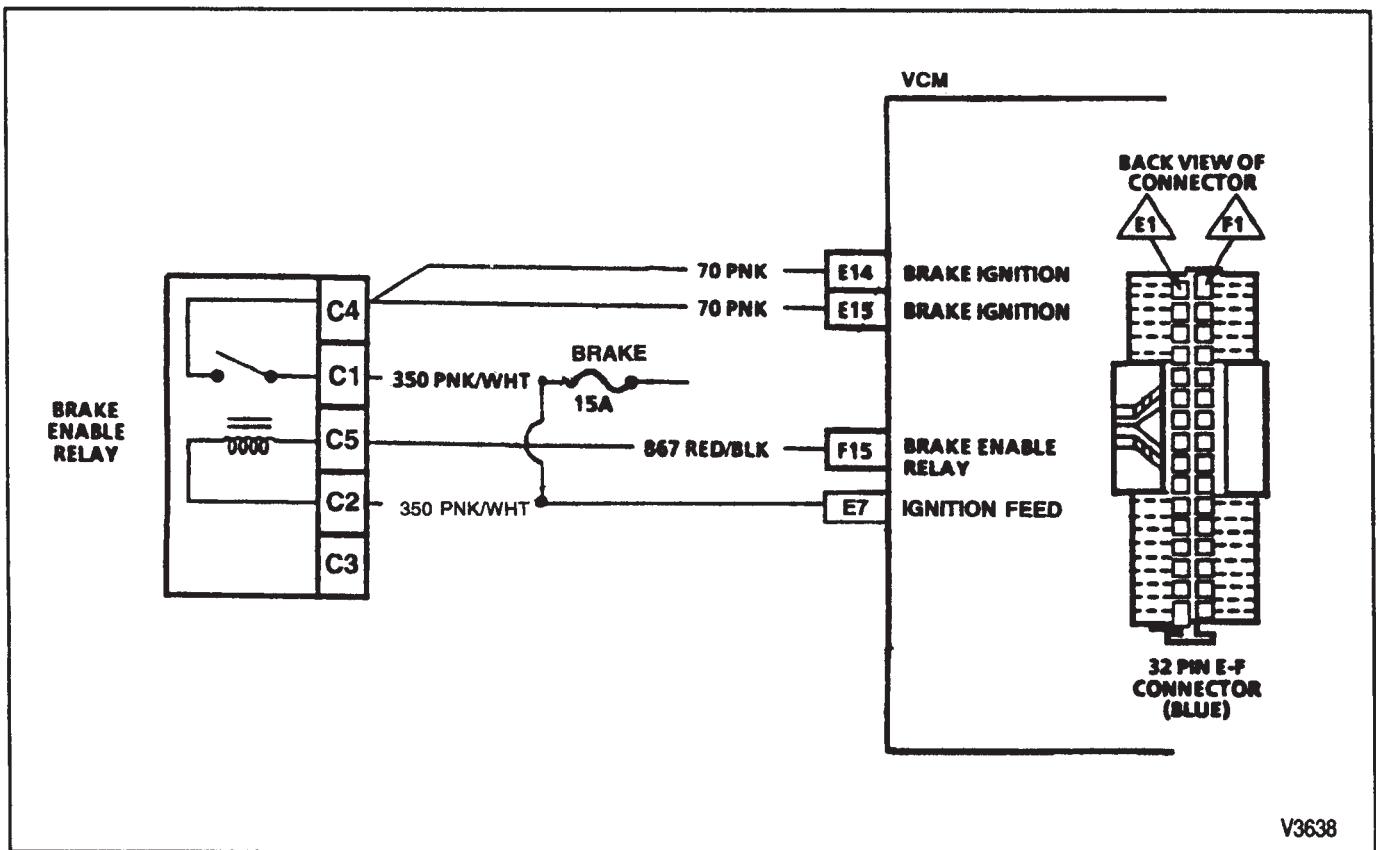 VCM
BACK VIEW OF
CONNECTOR
E1
F1
70 PNK
E14
BRAKE IGNITION
C4
70 PNK
E15
BRAKE IGNITION
BRAKE
C1
350 PNK/WHT
15A
BRAKE
ENABLE
RELAY
C5
867 RED/BLK
F15
BRAKE ENABLE
RELAY
C2
350 PNK/WHT
E7
IGNITION FEED
C3
32 PIN E-F
CONNECTOR
(BLUE)
V3638